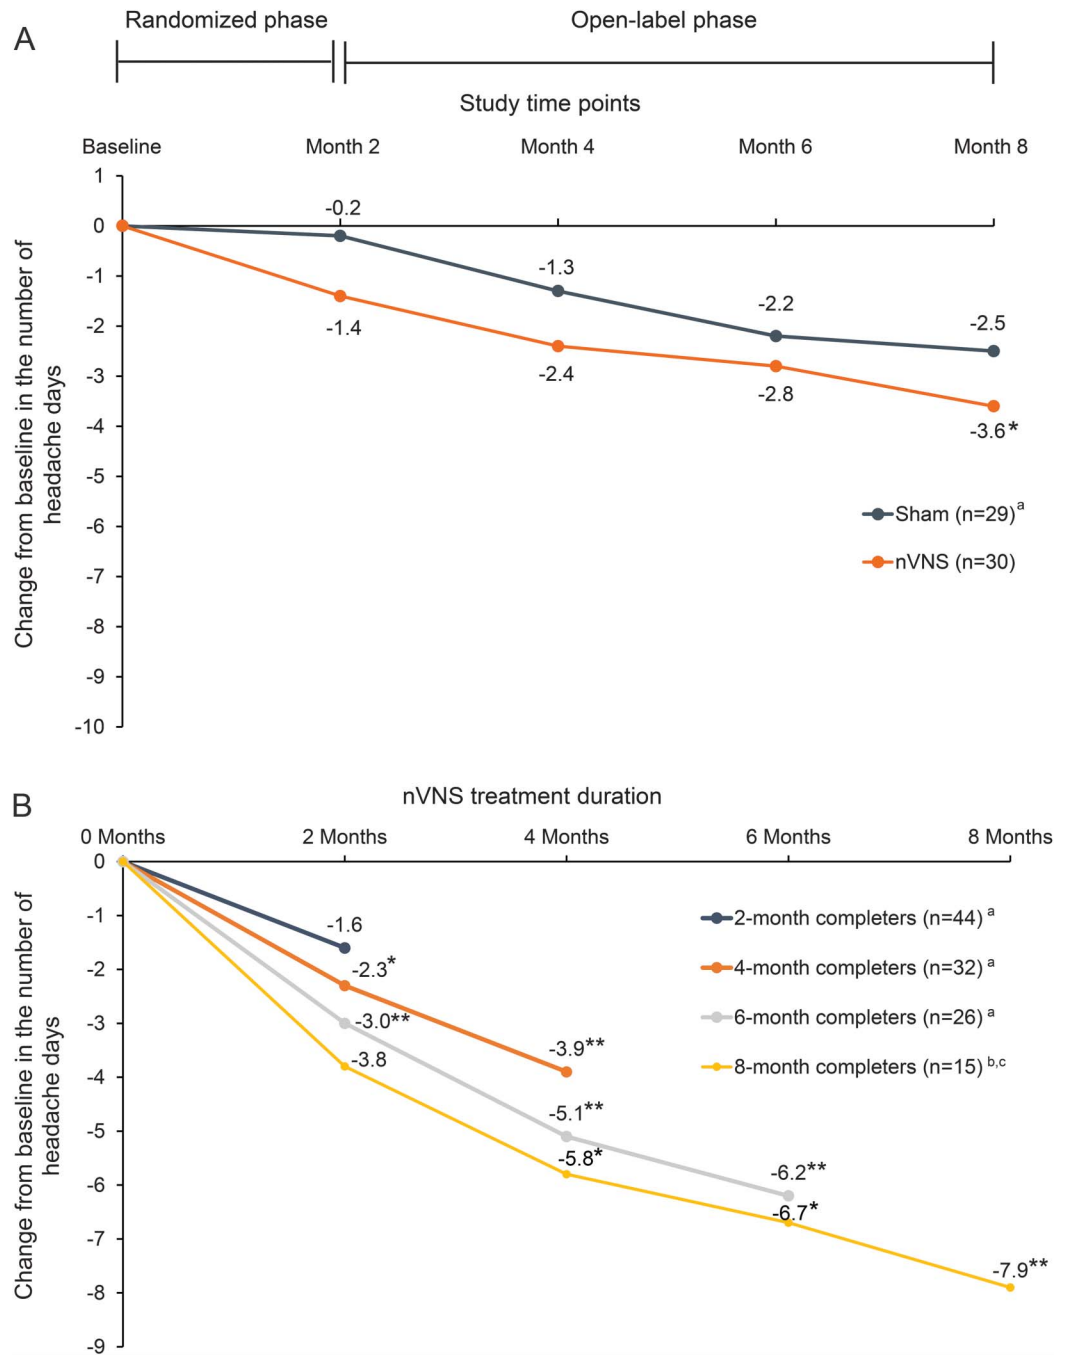 A
Randomized phase
Open-label phase
Study time points
Baseline Month 2 Month 4 Month 6 Month 8
Change from baseline in the number of
headache days
1
0
-1
-2
-3
-4
-5
-6
-7
-8
-9
-10
-0.2
-1.3
-2.2
-2.5
-1.4
-2.4
-2.8
-3.6*
Sham (n=29)a
nVNS (n=30)
B
nVNS treatment duration
0 Months 2 Months 4 Months 6 Months 8 Months
Change from baseline in the number of
headache days
0
-1
-2
-3
-4
-5
-6
-7
-8
-9
-1.6
-2.3*
-3.0**
-3.8
-3.9**
-5.1**
-5.8*
-6.2**
-6.7*
-7.9**
2-month completers (n=44) a
4-month completers (n=32) a
6-month completers (n=26) a
8-month completers (n=15) b,c